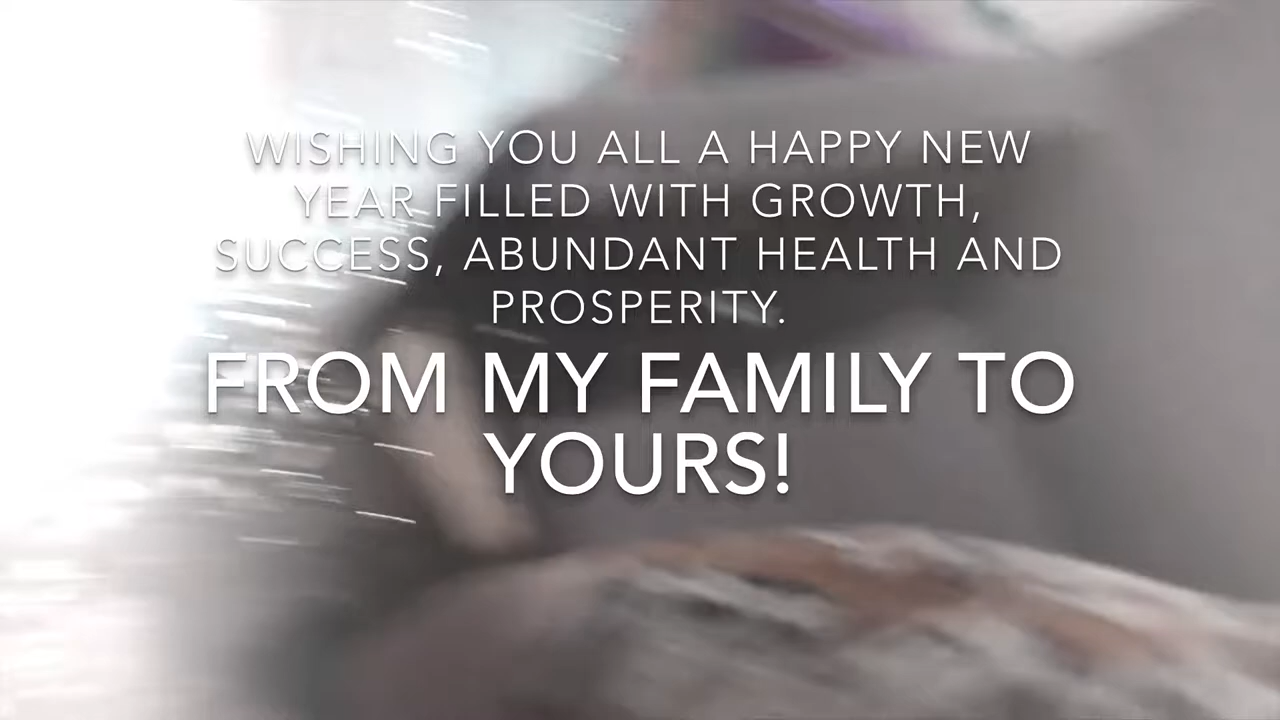 WISHING YOU ALL A HAPPY NEW
YEAR FILLED WITH GROWTH,
SUCCESS, ABUNDANT HEALTH AND
PROSPERITY.
FROM MY FAMILY TO
YOURS!